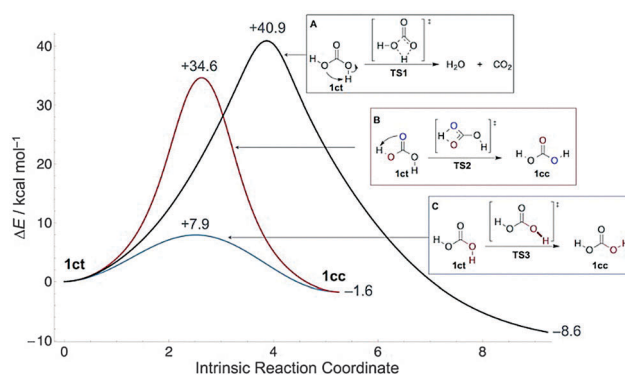 ΔE / kcal mol⁻¹
40
30
20
10
0
−10
0
2
4
6
8
Intrinsic Reaction Coordinate
+40.9
+34.6
+7.9
1ct
1cc
−1.6
−8.6
A
O
H O O H
1ct
O
HO O
H
‡
TS1
H₂O + CO₂
B
H O
O O
H
1ct
H O
O OH
H
‡
TS2
O
O O H
H
1cc
C
O
H O O
H
1ct
O
H O O
H
‡
TS3
O
H O O H
1cc